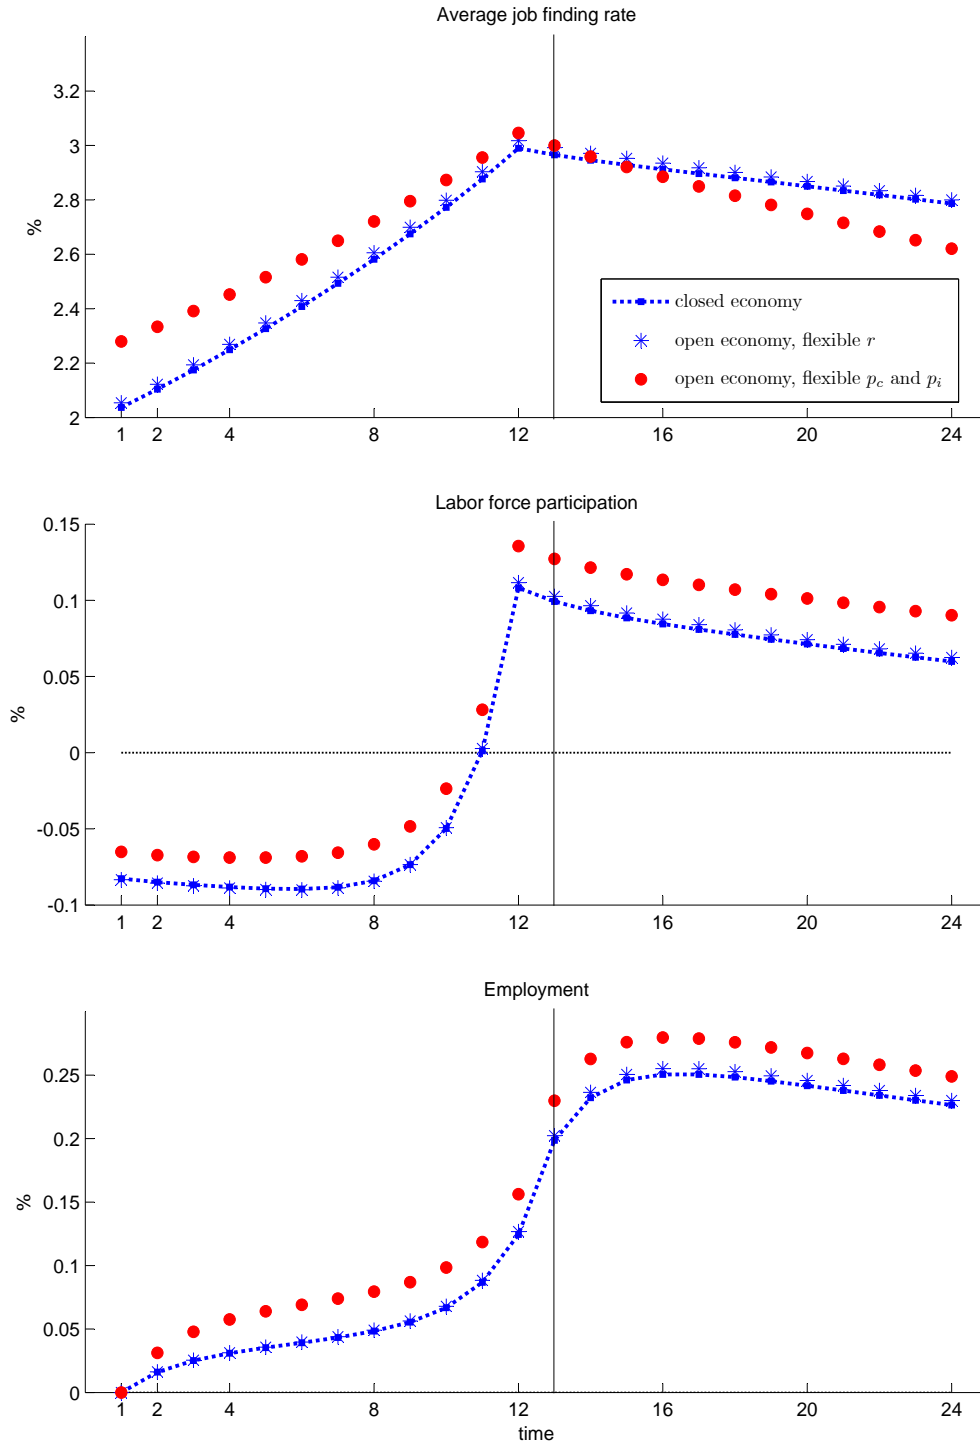 Average job finding rate
3.2
3
2.8
%
2.6
2.4
2.2
2
closed economy
open economy, flexible r
open economy, flexible p_c and p_i
1 2 4 8 12 16 20 24
Labor force participation
0.15
0.1
0.05
%
0
-0.05
-0.1
1 2 4 8 12 16 20 24
Employment
0.25
0.2
%
0.15
0.1
0.05
0
1 2 4 8 12 16 20 24
time